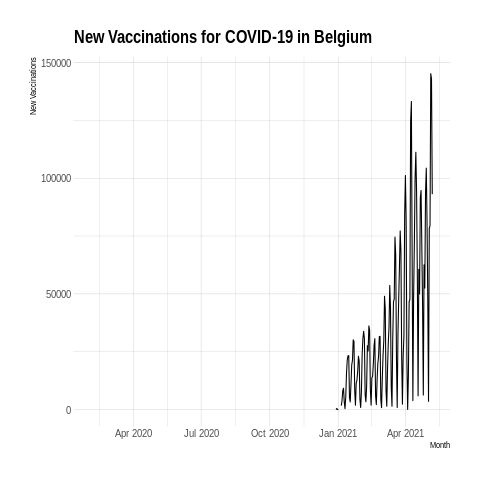 New Vaccinations for COVID-19 in Belgium
New Vaccinations
150000
100000
50000
0
Apr 2020 Jul 2020 Oct 2020 Jan 2021 Apr 2021
Month